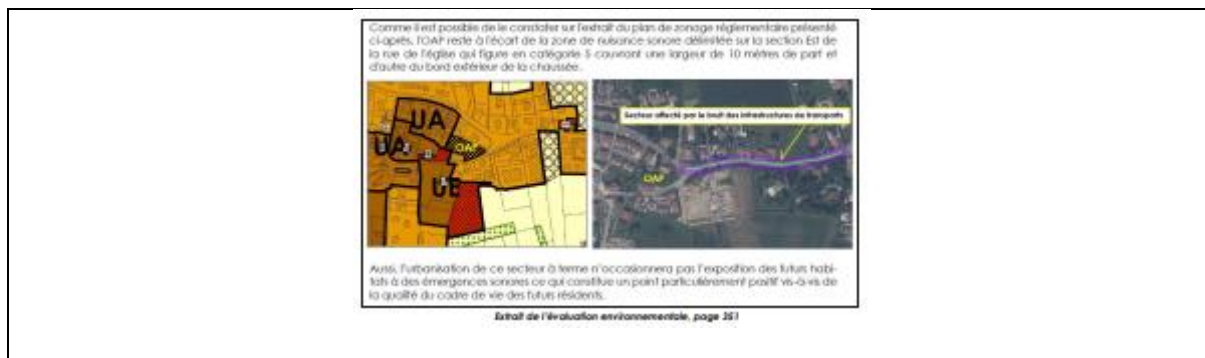 Comme il est possible de le constater sur l'extrait du plan de zonage réglementaire présenté
ci-après, l'OAP reste à l'écart de la zone de nuisance sonore délimitée sur la section Est de
la rue de l'église qui figure en catégorie 5 couvrant une largeur de 10 mètres de part et
d'autre du bord extérieur de la chaussée.
UA
UA
OAP
UE
Secteur affecté par le bruit des infrastructures de transports
OAP
Aussi, l'urbanisation de ce secteur à terme n'occasionnera pas l'exposition des futurs habi-
tats à des émergences sonores ce qui constitue un point particulièrement positif vis-à-vis de
la qualité du cadre de vie des futurs résidents.
Extrait de l'évaluation environnementale, page 351